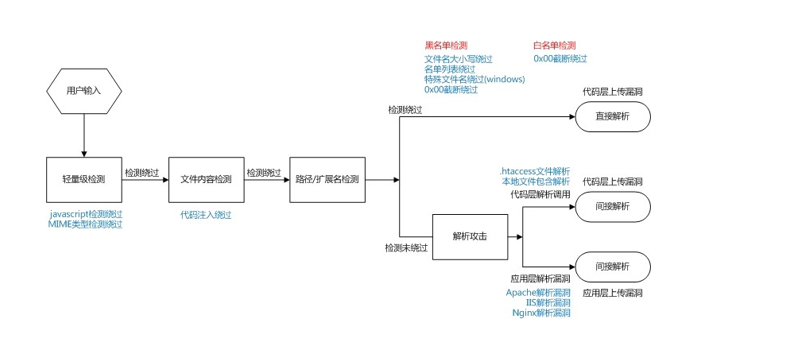 黑名单检测
白名单检测
文件名大小写绕过
0x00截断绕过
名单列表绕过
特殊文件名绕过(windows)
0x00截断绕过
用户输入
代码层上传漏洞
检测绕过
直接解析
轻量级检测
检测绕过
文件内容检测
检测绕过
路径/扩展名检测
javascript检测绕过
MIME类型检测绕过
代码注入绕过
.htaccess文件解析
本地文件包含解析
代码层解析调用
代码层上传漏洞
间接解析
检测未绕过
解析攻击
间接解析
应用层解析漏洞
应用层上传漏洞
Apache解析漏洞
IIS解析漏洞
Nginx解析漏洞